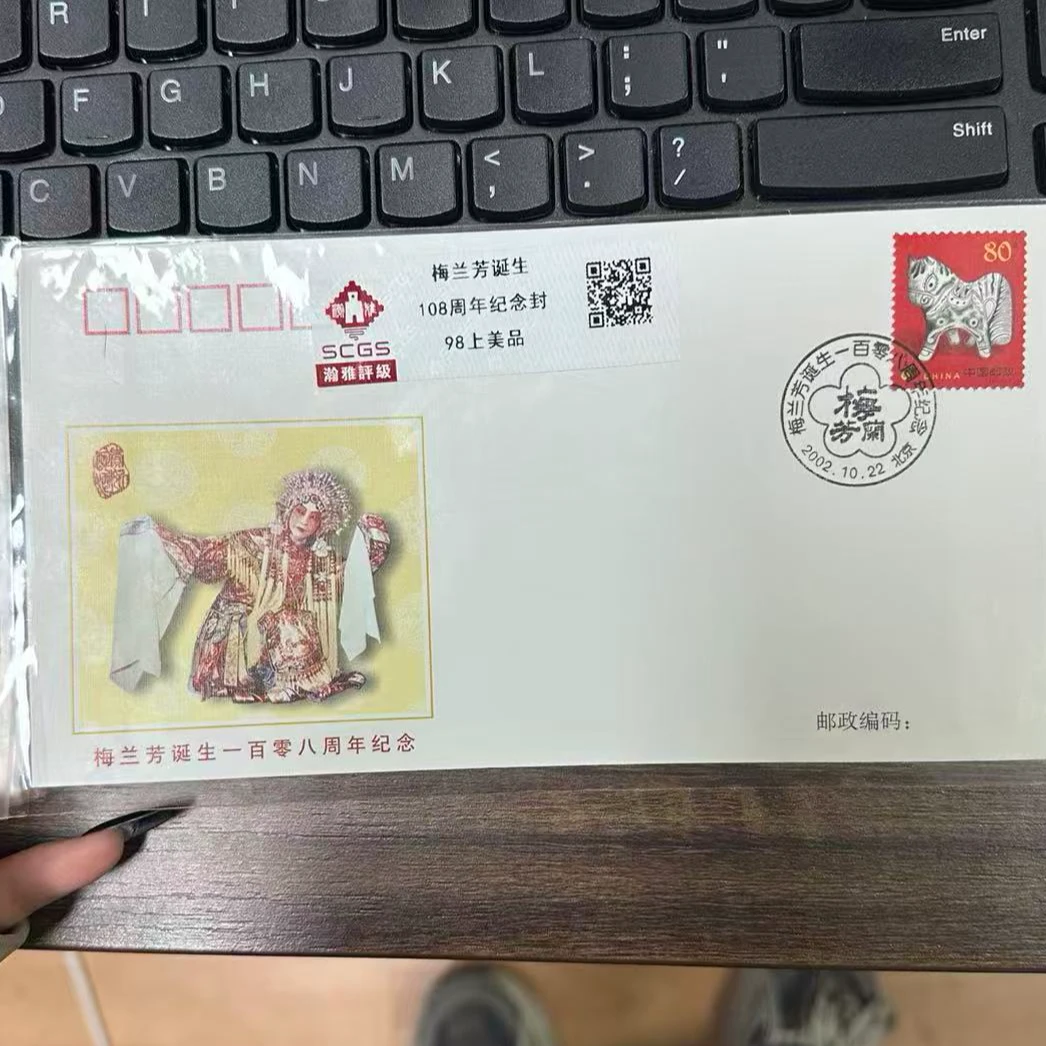 R
F
G
H
J
K
L
:
;
"
'
Enter
C
V
B
N
M
<
,
>
.
?
/
Shift
瀚雅
SCGS
瀚雅評級
梅兰芳诞生
108周年纪念封
98上美品
80
CHINA 中国邮政
梅兰芳诞生一百零八周年纪念
梅
芳蘭
2002.10.22 北京
梅兰芳诞生一百零八周年纪念
邮政编码：